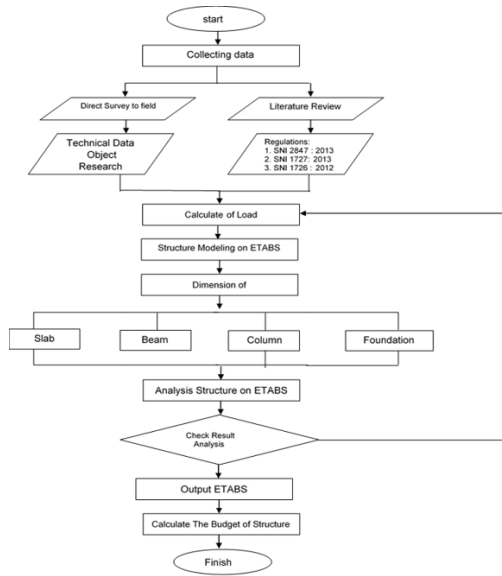 start
Collecting data
Direct Survey to field
Literature Review
Technical Data
Object
Research
Regulations:
1. SNI 2847 : 2013
2. SNI 1727: 2013
3. SNI 1726 : 2012
Calculate of Load
Structure Modeling on ETABS
Dimension of
Slab
Beam
Column
Foundation
Analysis Structure on ETABS
Check Result
Analysis
Output ETABS
Calculate The Budget of Structure
Finish